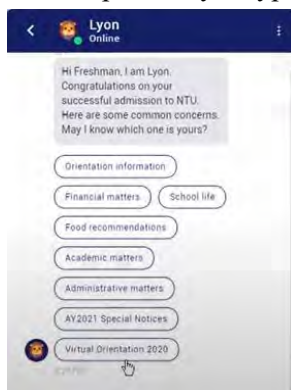 Lyon
Online
Hi Freshman, I am Lyon.
Congratulations on your
successful admission to NTU.
Here are some common concerns.
May I know which one is yours?
Orientation information
Financial matters
School life
Food recommendations
Academic matters
Administrative matters
AY2021 Special Notices
Virtual Orientation 2020